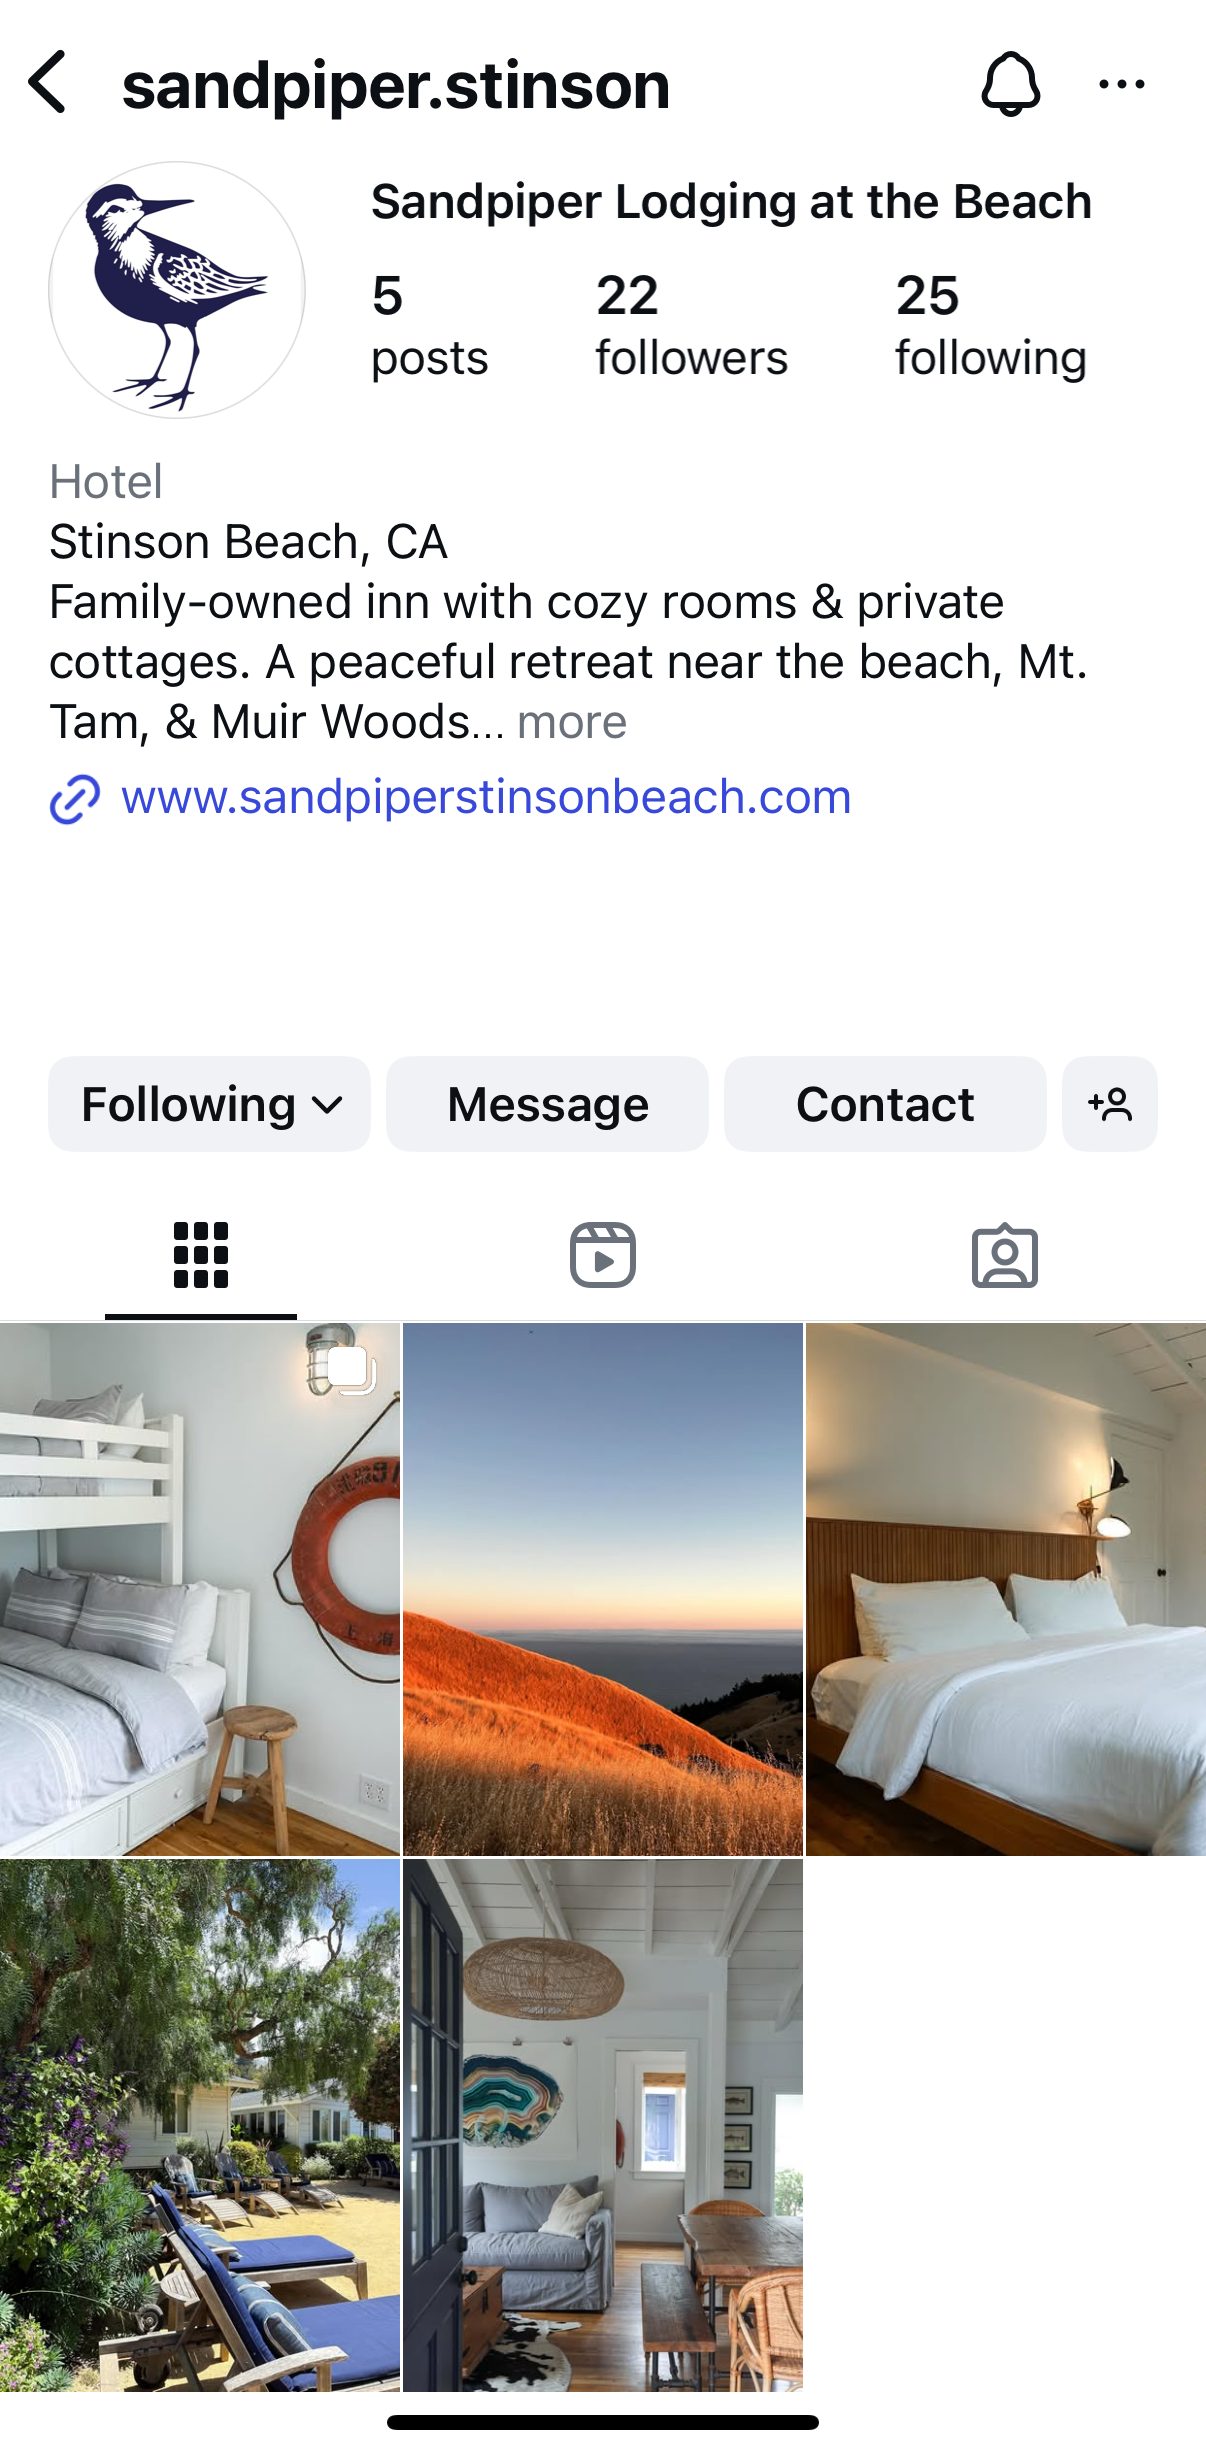 sandpiper.stinson
Sandpiper Lodging at the Beach
5 22 25
posts followers following
Hotel
Stinson Beach, CA
Family-owned inn with cozy rooms & private
cottages. A peaceful retreat near the beach, Mt.
Tam, & Muir Woods... more
www.sandpiperstinsonbeach.com
Following Message Contact
上 海